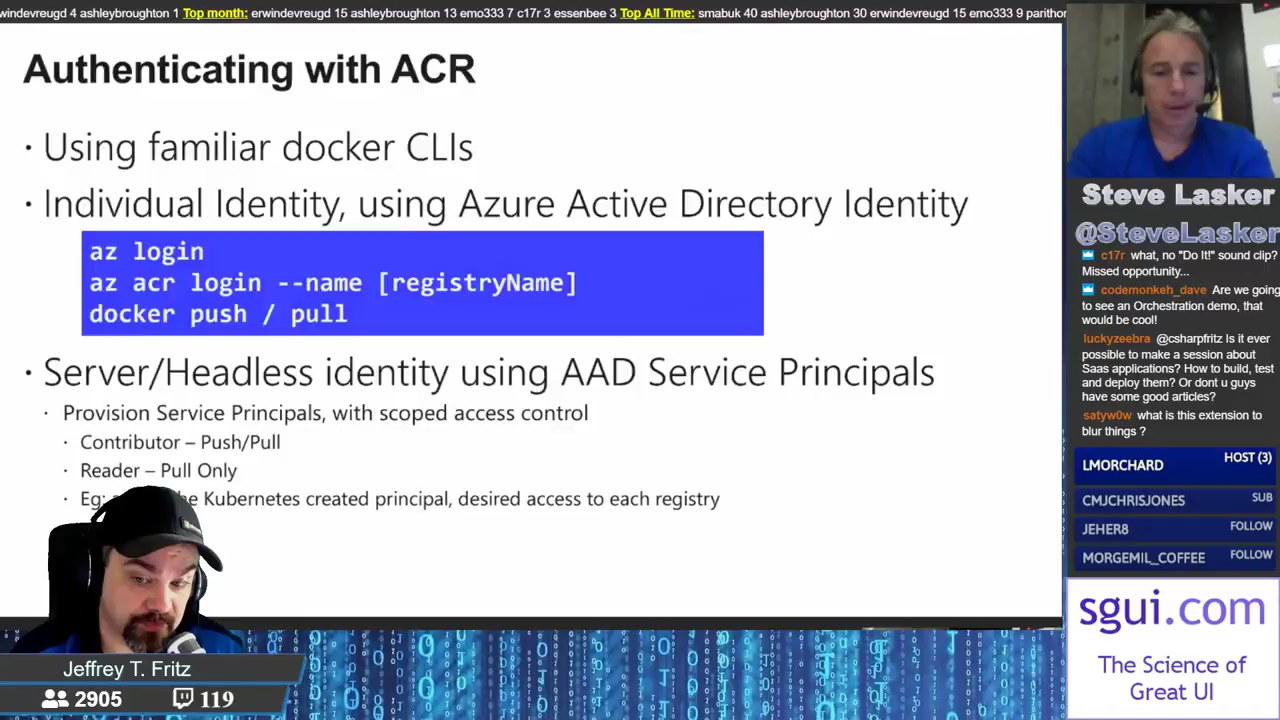 erwindevreugd 4 ashleybroughton 1 Top month: erwindevreugd 15 ashleybroughton 13 emo333 7 c17r 3 essenbee 3 Top All Time: smabuk 40 ashleybroughton 30 erwindevreugd 15 emo333 9
Authenticating with ACR
· Using familiar docker CLIs
· Individual Identity, using Azure Active Directory Identity
az login
az acr login --name [registryName]
docker push / pull
· Server/Headless identity using AAD Service Principals
· Provision Service Principals, with scoped access control
· Contributor – Push/Pull
· Reader – Pull Only
· Eg: Kubernetes created principal, desired access to each registry
Jeffrey T. Fritz
2905 119
Steve Lasker
@SteveLasker
c17r what, no "Do It!" sound clip?
Missed opportunity...
codemonkeh_dave Are we going
to see an Orchestration demo, that
would be cool!
luckyzeebra @csharpfritz Is it ever
possible to make a session about
Saas applications? How to build, test
and deploy them? Or dont u guys
have some good articles?
satyw0w what is this extension to
blur things ?
LMORCHARD HOST (3)
CMJCHRISJONES SUB
JEHER8 FOLLOW
MORGEMIL_COFFEE FOLLOW
sgui.com
The Science of
Great UI